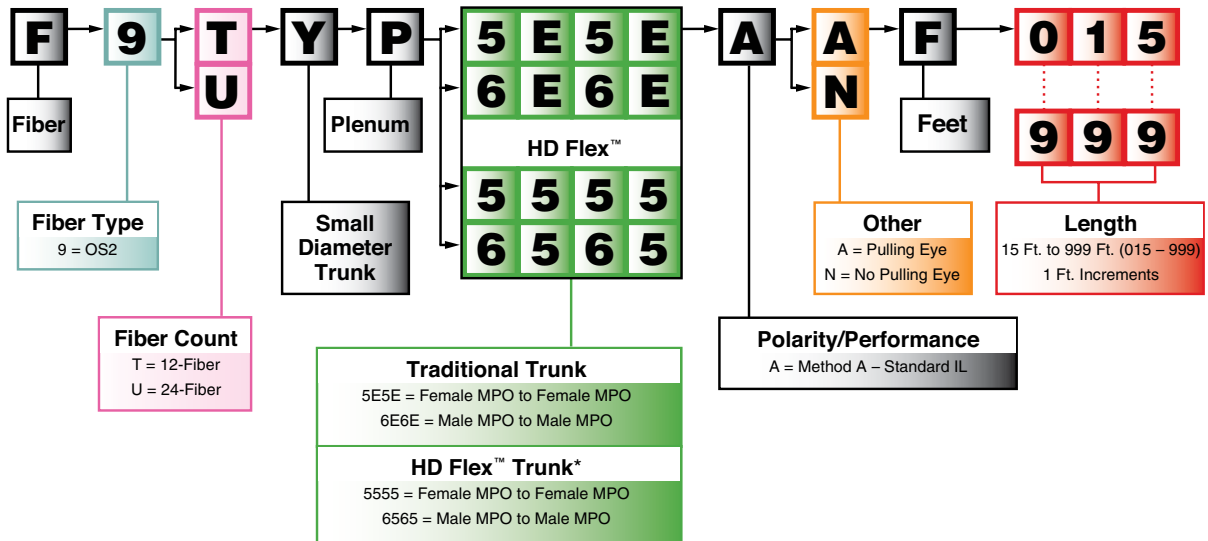 F 9 T Y P 5 E 5 E A A F 0 1 5
U 6 E 6 E N
Fiber
Plenum
HD Flex™
Feet
9 9 9
5 5 5 5
6 5 6 5
Fiber Type
9 = OS2
Small
Diameter
Trunk
Other
A = Pulling Eye
N = No Pulling Eye
Length
15 Ft. to 999 Ft. (015 – 999)
1 Ft. Increments
Fiber Count
T = 12-Fiber
U = 24-Fiber
Polarity/Performance
A = Method A – Standard IL
Traditional Trunk
5E5E = Female MPO to Female MPO
6E6E = Male MPO to Male MPO
HD Flex™ Trunk*
5555 = Female MPO to Female MPO
6565 = Male MPO to Male MPO